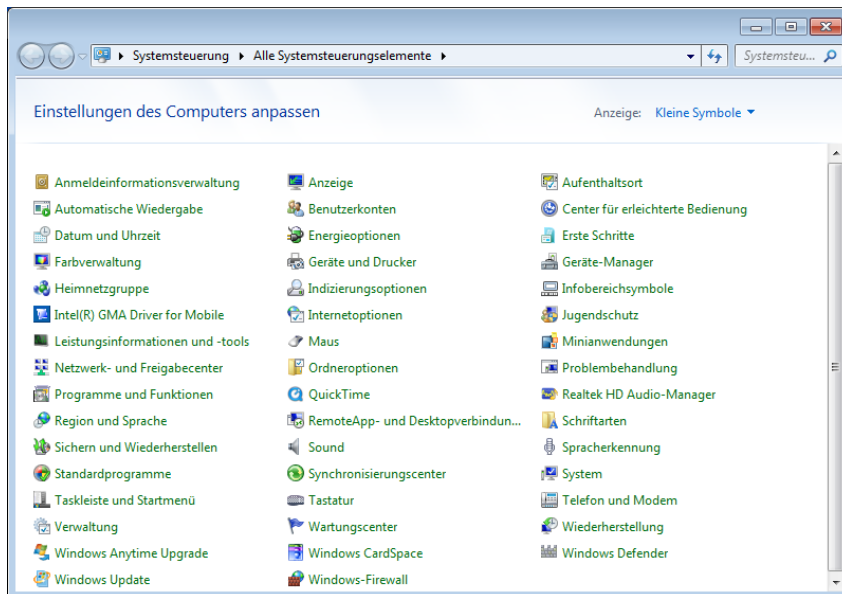 Systemsteuerung Alle Systemsteuerungselemente Systemsteu...
Einstellungen des Computers anpassen Anzeige: Kleine Symbole
Anmeldeinformationsverwaltung Anzeige Aufenthaltsort
Automatische Wiedergabe Benutzerkonten Center für erleichterte Bedienung
Datum und Uhrzeit Energieoptionen Erste Schritte
Farbverwaltung Geräte und Drucker Geräte-Manager
Heimnetzgruppe Indizierungsoptionen Infobereichsymbole
Intel(R) GMA Driver for Mobile Internetoptionen Jugendschutz
Leistungsinformationen und -tools Maus Minianwendungen
Netzwerk- und Freigabecenter Ordneroptionen Problembehandlung
Programme und Funktionen QuickTime Realtek HD Audio-Manager
Region und Sprache RemoteApp- und Desktopverbindun... Schriftarten
Sichern und Wiederherstellen Sound Spracherkennung
Standardprogramme Synchronisierungscenter System
Taskleiste und Startmenü Tastatur Telefon und Modem
Verwaltung Wartungscenter Wiederherstellung
Windows Anytime Upgrade Windows CardSpace Windows Defender
Windows Update Windows-Firewall